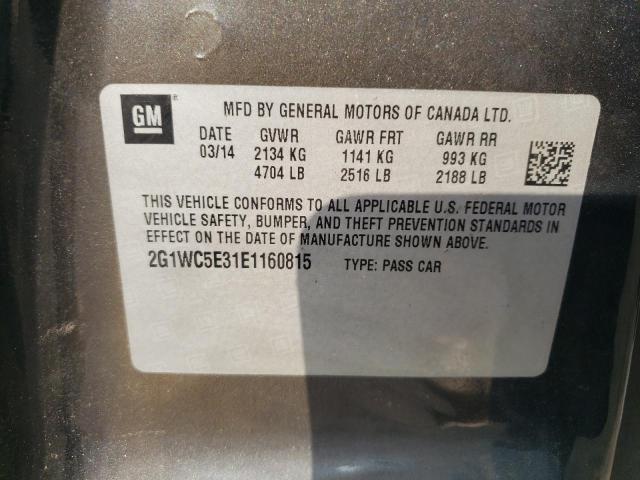 GM ®
MFD BY GENERAL MOTORS OF CANADA LTD.
DATE GVWR GAWR FRT GAWR RR
03/14 2134 KG 1141 KG 993 KG
4704 LB 2516 LB 2188 LB
THIS VEHICLE CONFORMS TO ALL APPLICABLE U.S. FEDERAL MOTOR
VEHICLE SAFETY, BUMPER, AND THEFT PREVENTION STANDARDS IN
EFFECT ON THE DATE OF MANUFACTURE SHOWN ABOVE.
2G1WC5E31E1160815 TYPE: PASS CAR